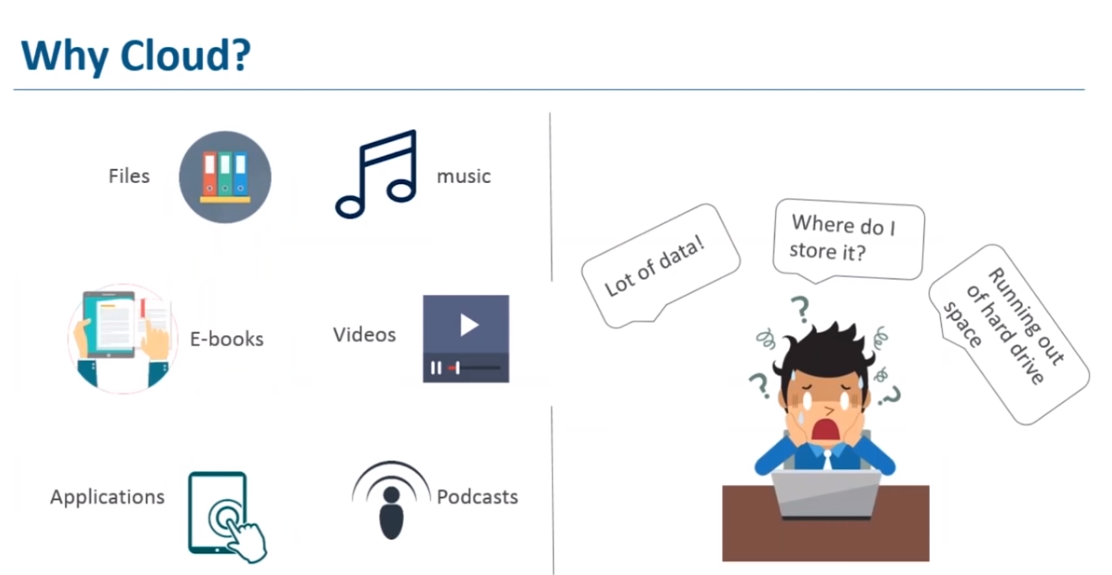 Why Cloud?
Files
music
E-books
Videos
Applications
Podcasts
Lot of data!
Where do I
store it?
Running out
of hard drive
space